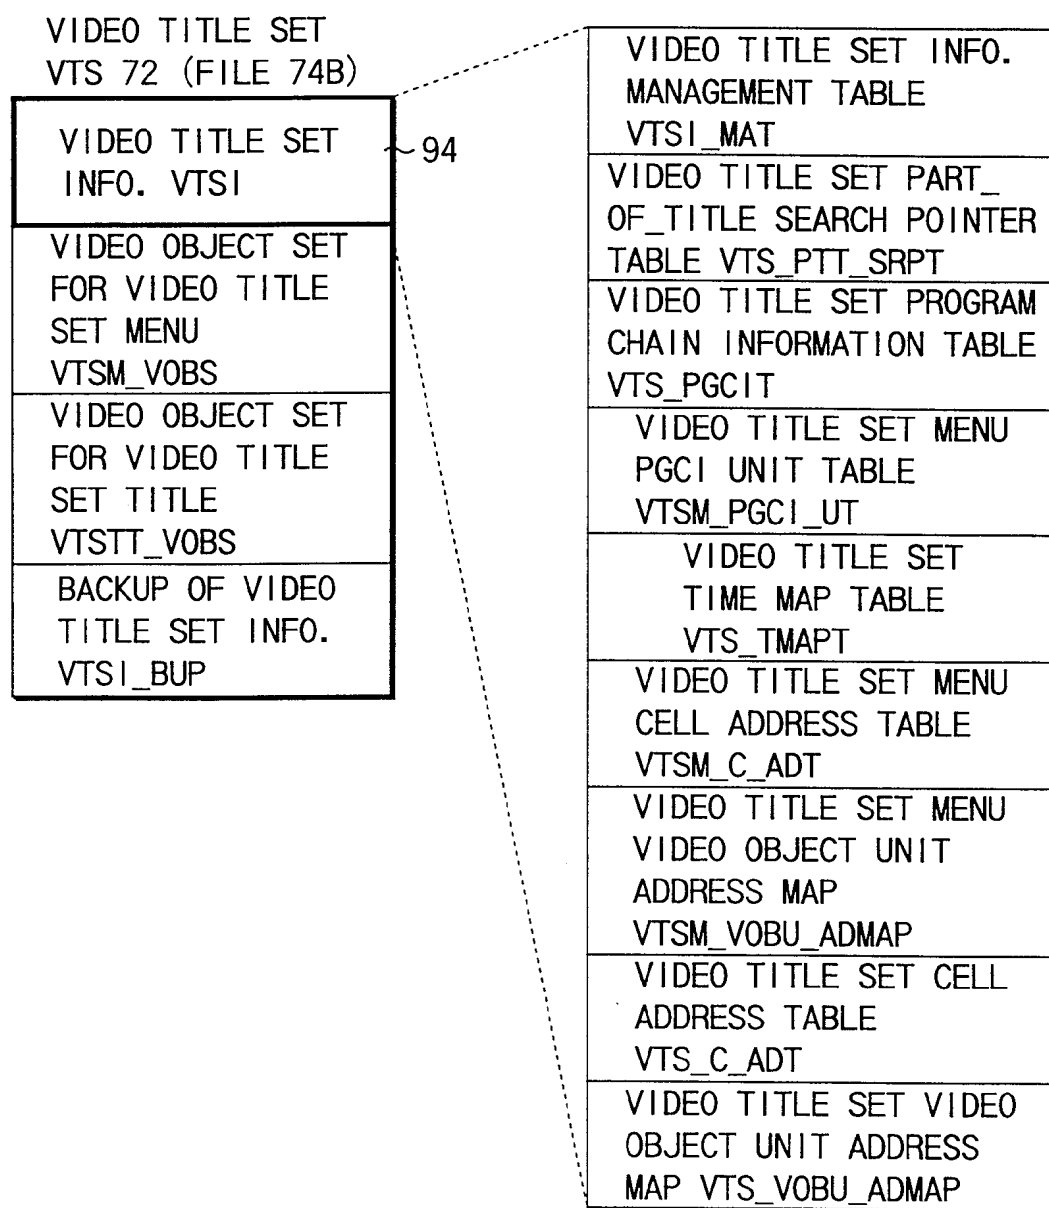 VIDEO TITLE SET
VTS 72 (FILE 74B)
VIDEO TITLE SET
INFO. VTSI
94
VIDEO OBJECT SET
FOR VIDEO TITLE
SET MENU
VTSM_VOBS
VIDEO OBJECT SET
FOR VIDEO TITLE
SET TITLE
VTSTT_VOBS
BACKUP OF VIDEO
TITLE SET INFO.
VTSI_BUP
VIDEO TITLE SET INFO.
MANAGEMENT TABLE
VTSI_MAT
VIDEO TITLE SET PART_
OF_TITLE SEARCH POINTER
TABLE VTS_PTT_SRPT
VIDEO TITLE SET PROGRAM
CHAIN INFORMATION TABLE
VTS_PGCIT
VIDEO TITLE SET MENU
PGCI UNIT TABLE
VTSM_PGCI_UT
VIDEO TITLE SET
TIME MAP TABLE
VTS_TMAPT
VIDEO TITLE SET MENU
CELL ADDRESS TABLE
VTSM_C_ADT
VIDEO TITLE SET MENU
VIDEO OBJECT UNIT
ADDRESS MAP
VTSM_VOBU_ADMAP
VIDEO TITLE SET CELL
ADDRESS TABLE
VTS_C_ADT
VIDEO TITLE SET VIDEO
OBJECT UNIT ADDRESS
MAP VTS_VOBU_ADMAP